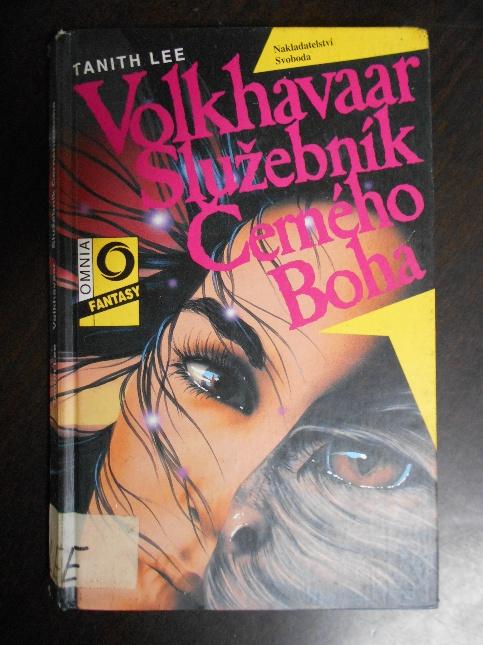 TANITH LEE
Nakladatelství
Svoboda
Volkhavaar
Služebník
Černého
Boha
OMNIA
FANTASY